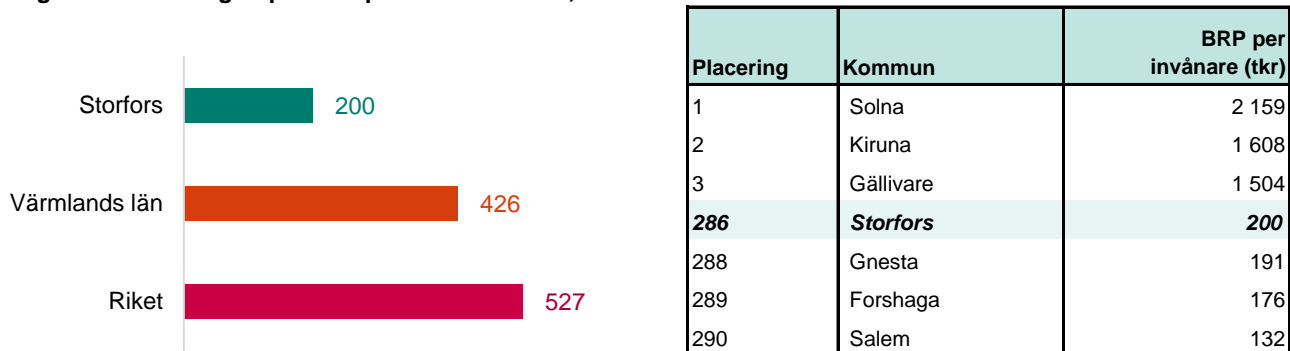 Storfors 200
Värmlands län 426
Riket 527
Placering Kommun BRP per invånare (tkr)
1 Solna 2 159
2 Kiruna 1 608
3 Gällivare 1 504
286 Storfors 200
288 Gnesta 191
289 Forshaga 176
290 Salem 132